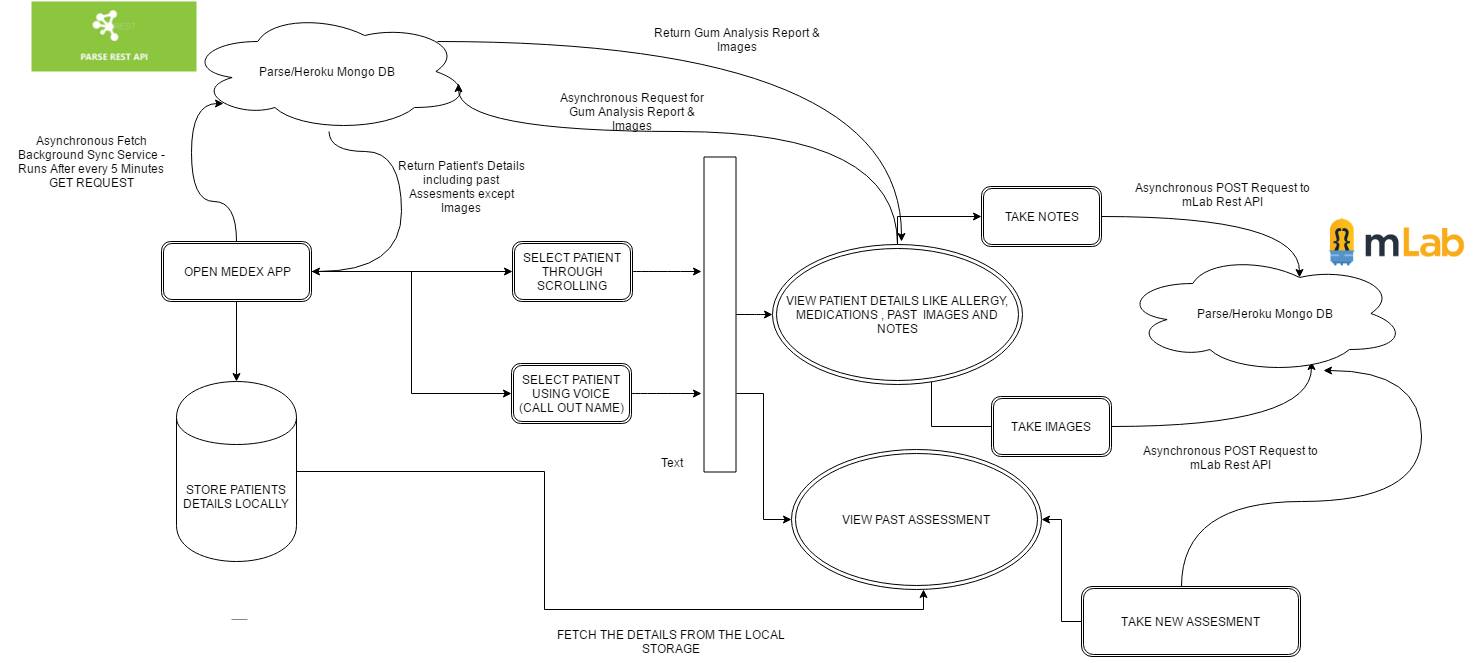 REST
PARSE REST API
Parse/Heroku Mongo DB
Return Gum Analysis Report &
Images
Asynchronous Request for
Gum Analysis Report &
Images
Asynchronous Fetch
Background Sync Service -
Runs After every 5 Minutes
GET REQUEST
Return Patient's Details
including past
Assesments except
Images
OPEN MEDEX APP
SELECT PATIENT
THROUGH
SCROLLING
SELECT PATIENT
USING VOICE
(CALL OUT NAME)
Text
STORE PATIENTS
DETAILS LOCALLY
VIEW PATIENT DETAILS LIKE ALLERGY,
MEDICATIONS , PAST IMAGES AND
NOTES
TAKE NOTES
Asynchronous POST Request to
mLab Rest API
mLab
Parse/Heroku Mongo DB
TAKE IMAGES
Asynchronous POST Request to
mLab Rest API
VIEW PAST ASSESSMENT
TAKE NEW ASSESMENT
FETCH THE DETAILS FROM THE LOCAL
STORAGE